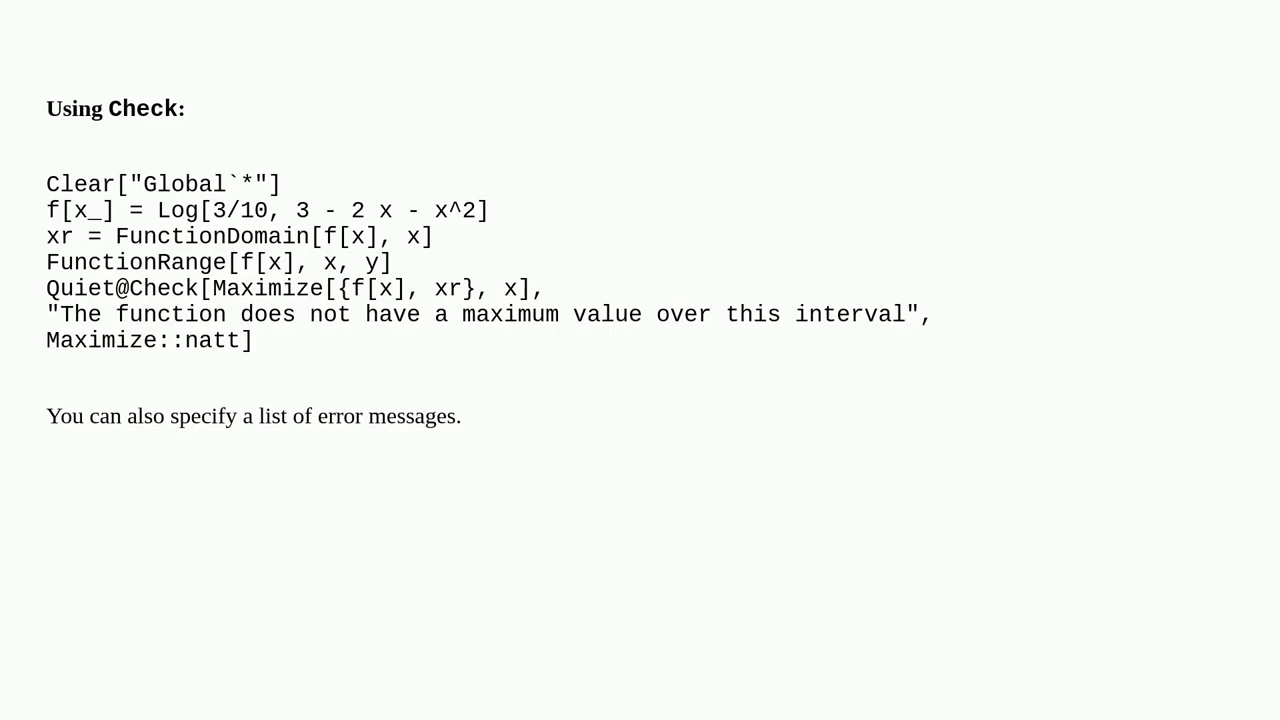 Using Check:
Clear["Global`*"]
f[x_] = Log[3/10, 3 - 2 x - x^2]
xr = FunctionDomain[f[x], x]
FunctionRange[f[x], x, y]
Quiet@Check[Maximize[{f[x], xr}, x],
"The function does not have a maximum value over this interval",
Maximize::natt]
You can also specify a list of error messages.